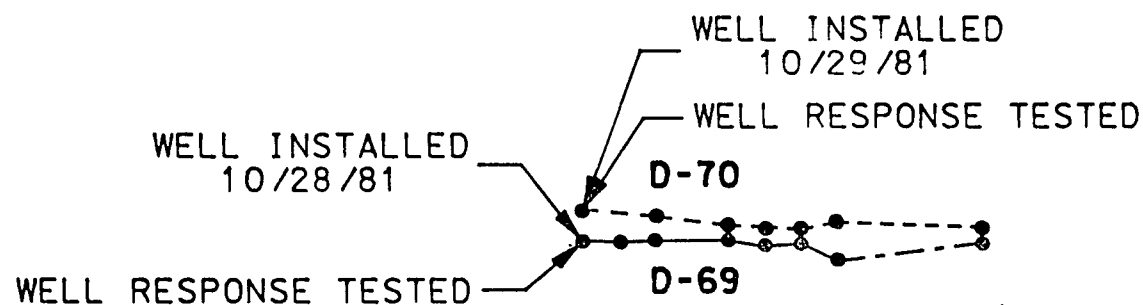 WELL INSTALLED
10/29/81
WELL RESPONSE TESTED
WELL INSTALLED
10/28/81
D-70
WELL RESPONSE TESTED
D-69